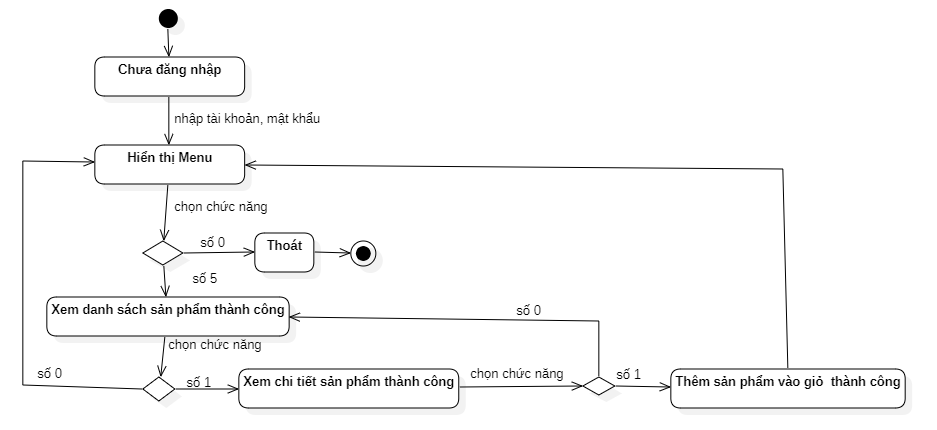 Chưa đăng nhập
nhập tài khoản, mật khẩu
Hiển thị Menu
chọn chức năng
số 0
Thoát
số 5
Xem danh sách sản phẩm thành công
số 0
chọn chức năng
số 0
số 1
Xem chi tiết sản phẩm thành công
chọn chức năng
số 1
Thêm sản phẩm vào giỏ thành công